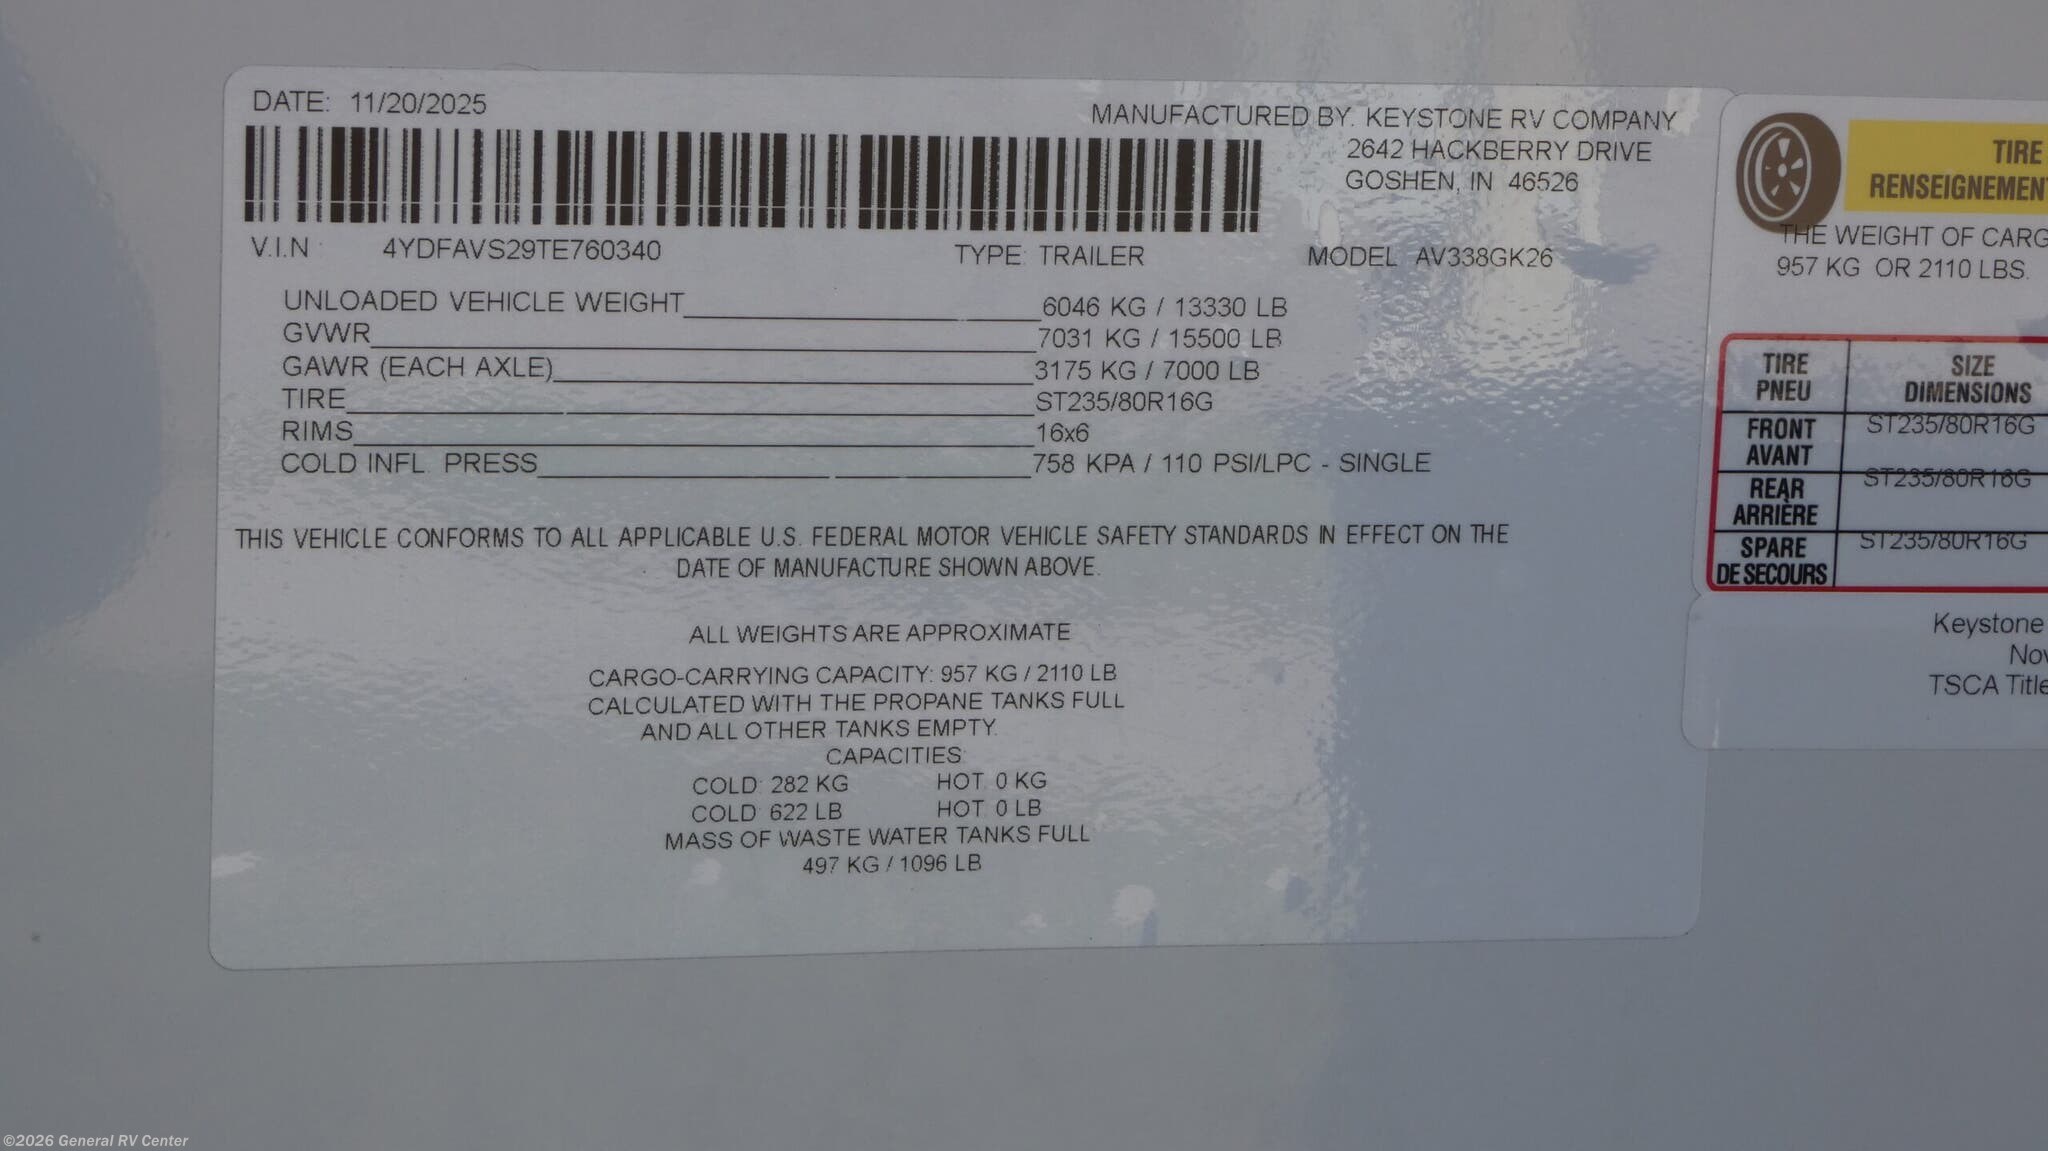 DATE: 11/20/2025
MANUFACTURED BY: KEYSTONE RV COMPANY
2642 HACKBERRY DRIVE
GOSHEN, IN 46526
V.I.N : 4YDFAVS29TE760340
TYPE: TRAILER
MODEL AV338GK26
UNLOADED VEHICLE WEIGHT 6046 KG / 13330 LB
GVWR 7031 KG / 15500 LB
GAWR (EACH AXLE) 3175 KG / 7000 LB
TIRE ST235/80R16G
RIMS 16x6
COLD INFL. PRESS 758 KPA / 110 PSI/LPC - SINGLE
THIS VEHICLE CONFORMS TO ALL APPLICABLE U.S. FEDERAL MOTOR VEHICLE SAFETY STANDARDS IN EFFECT ON THE
DATE OF MANUFACTURE SHOWN ABOVE.
ALL WEIGHTS ARE APPROXIMATE
CARGO-CARRYING CAPACITY: 957 KG / 2110 LB
CALCULATED WITH THE PROPANE TANKS FULL
AND ALL OTHER TANKS EMPTY.
CAPACITIES:
COLD: 282 KG HOT: 0 KG
COLD: 622 LB HOT: 0 LB
MASS OF WASTE WATER TANKS FULL
497 KG / 1096 LB
TIRE
RENSEIGNEMEN
THE WEIGHT OF CARG
957 KG OR 2110 LBS.
TIRE SIZE
PNEU DIMENSIONS
FRONT ST235/80R16G
AVANT
REAR ST235/80R16G
ARRIÈRE
SPARE ST235/80R16G
DE SECOURS
Keystone
Nov
TSCA Title
©2026 General RV Center